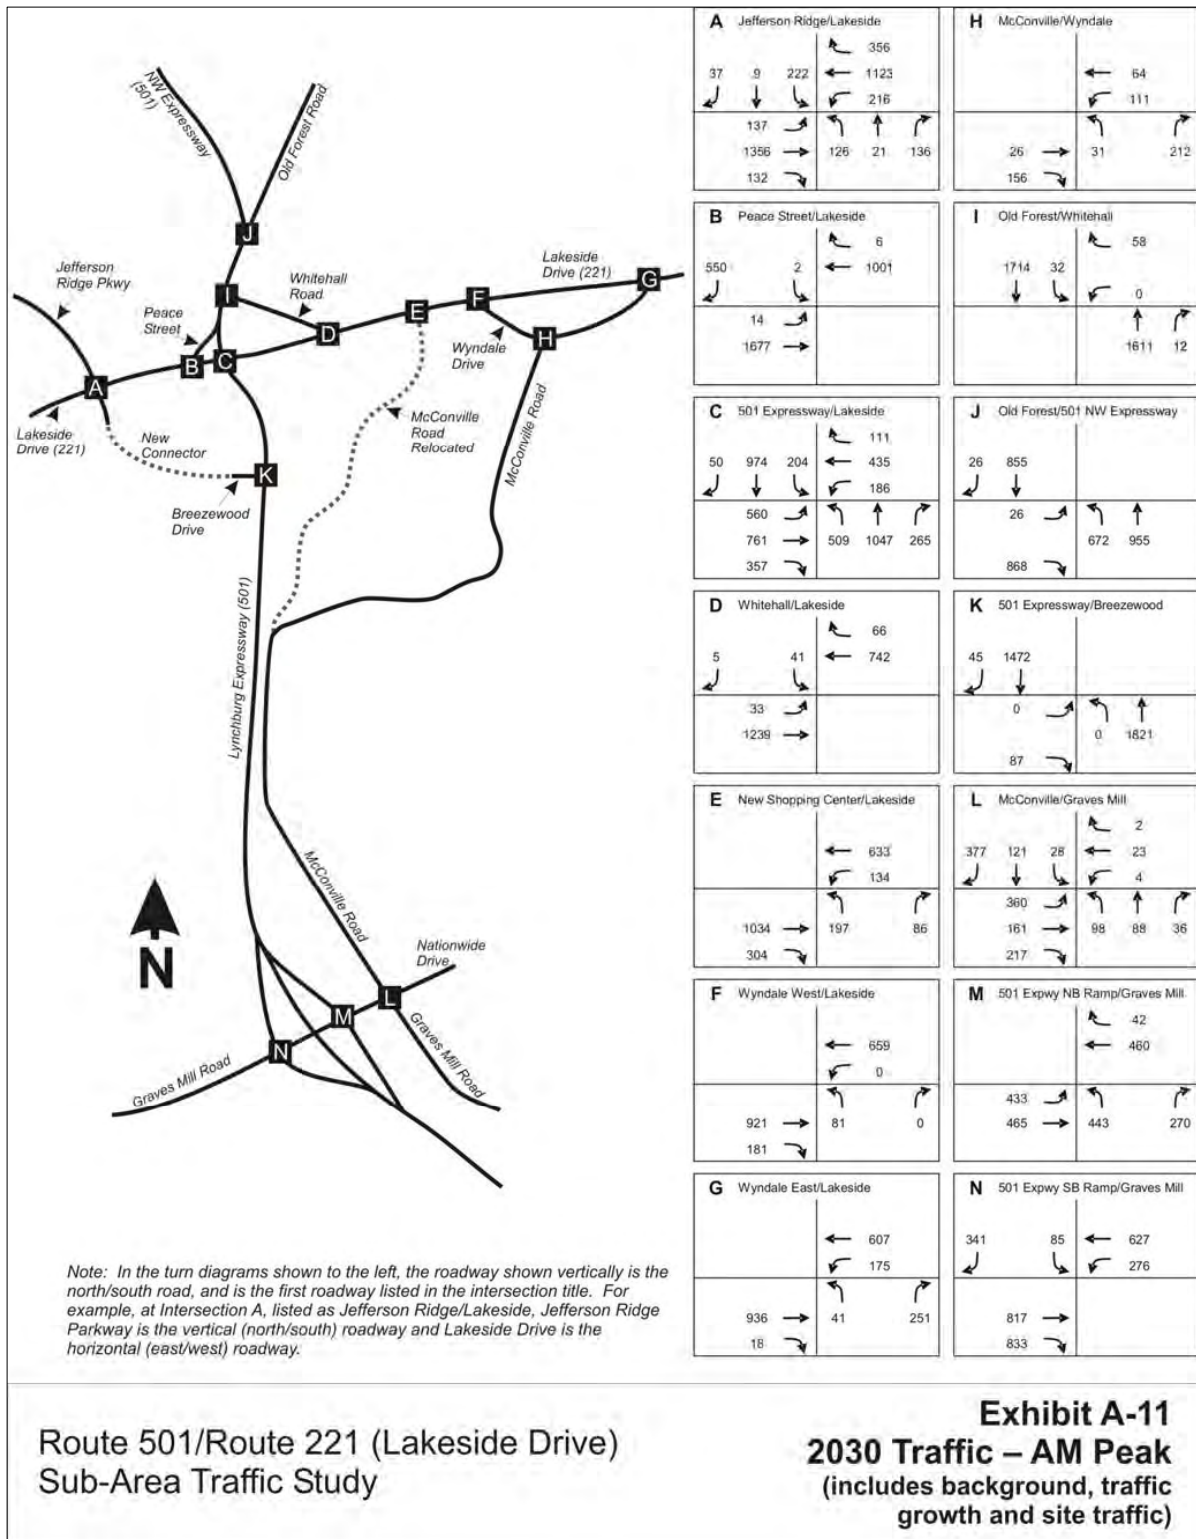 NW Expressway
(501)
Old Forest Road
J
Jefferson
Ridge Pkwy
I
Whitehall
Road
Lakeside
Drive (221)
G
Peace
Street
E
F
D
B
C
H
Wyndale
Drive
A
McConville
Road
Relocated
McConville Road
Lakeside
Drive (221)
New
Connector
K
Breezewood
Drive
Lynchburg Expressway (501)
McConville Road
N
Nationwide
Drive
L
M
N
Graves Mill Road
Graves Mill Road
Note: In the turn diagrams shown to the left, the roadway shown vertically is the
north/south road, and is the first roadway listed in the intersection title. For
example, at Intersection A, listed as Jefferson Ridge/Lakeside, Jefferson Ridge
Parkway is the vertical (north/south) roadway and Lakeside Drive is the
horizontal (east/west) roadway.
A Jefferson Ridge/Lakeside
356
37 9 222 1123
216
137
1356 126 21 136
132
B Peace Street/Lakeside
6
550 2 1001
14
1677
C 501 Expressway/Lakeside
111
50 974 204 435
186
560
761 509 1047 265
357
D Whitehall/Lakeside
66
5 41 742
33
1239
E New Shopping Center/Lakeside
633
134
1034 197 86
304
F Wyndale West/Lakeside
659
0
921 81 0
181
G Wyndale East/Lakeside
607
175
936 41 251
18
H McConville/Wyndale
64
111
26 31 212
156
I Old Forest/Whitehall
58
1714 32
0
1611 12
J Old Forest/501 NW Expressway
26 855
26
672 955
868
K 501 Expressway/Breezewood
45 1472
0
0 1821
87
L McConville/Graves Mill
2
377 121 28 23
4
360
161 98 88 36
217
M 501 Expwy NB Ramp/Graves Mill
42
460
433
465 443 270
N 501 Expwy SB Ramp/Graves Mill
341 85 627
276
817
833
Route 501/Route 221 (Lakeside Drive)
Sub-Area Traffic Study
Exhibit A-11
2030 Traffic – AM Peak
(includes background, traffic
growth and site traffic)